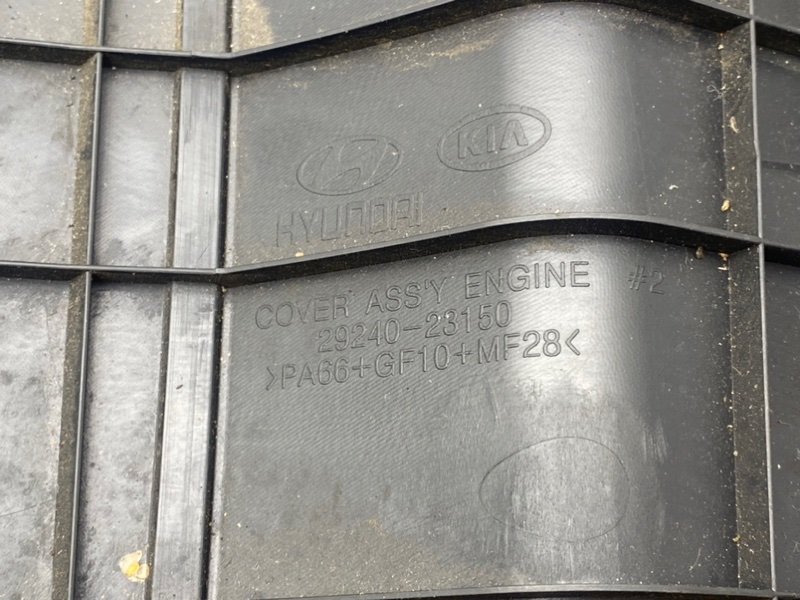 KIA
HYUNDAI
COVER ASS'Y ENGINE #2
29240-23150
>PA66+GF10+MF28<